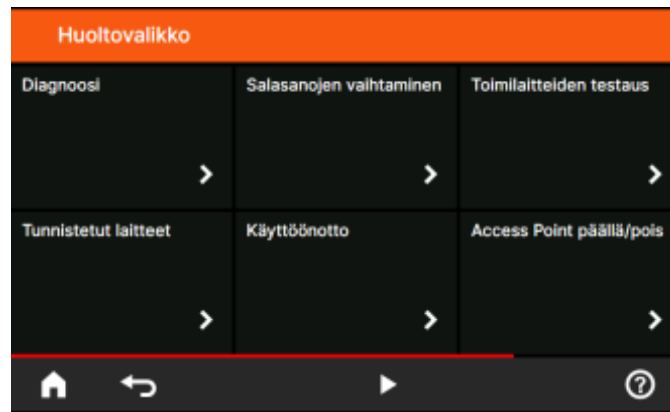 Huoltovalikko
Diagnoosi
Salasanojen vaihtaminen
Toimilaitteiden testaus
Tunnistetut laitteet
Käyttöönotto
Access Point päällä/pois